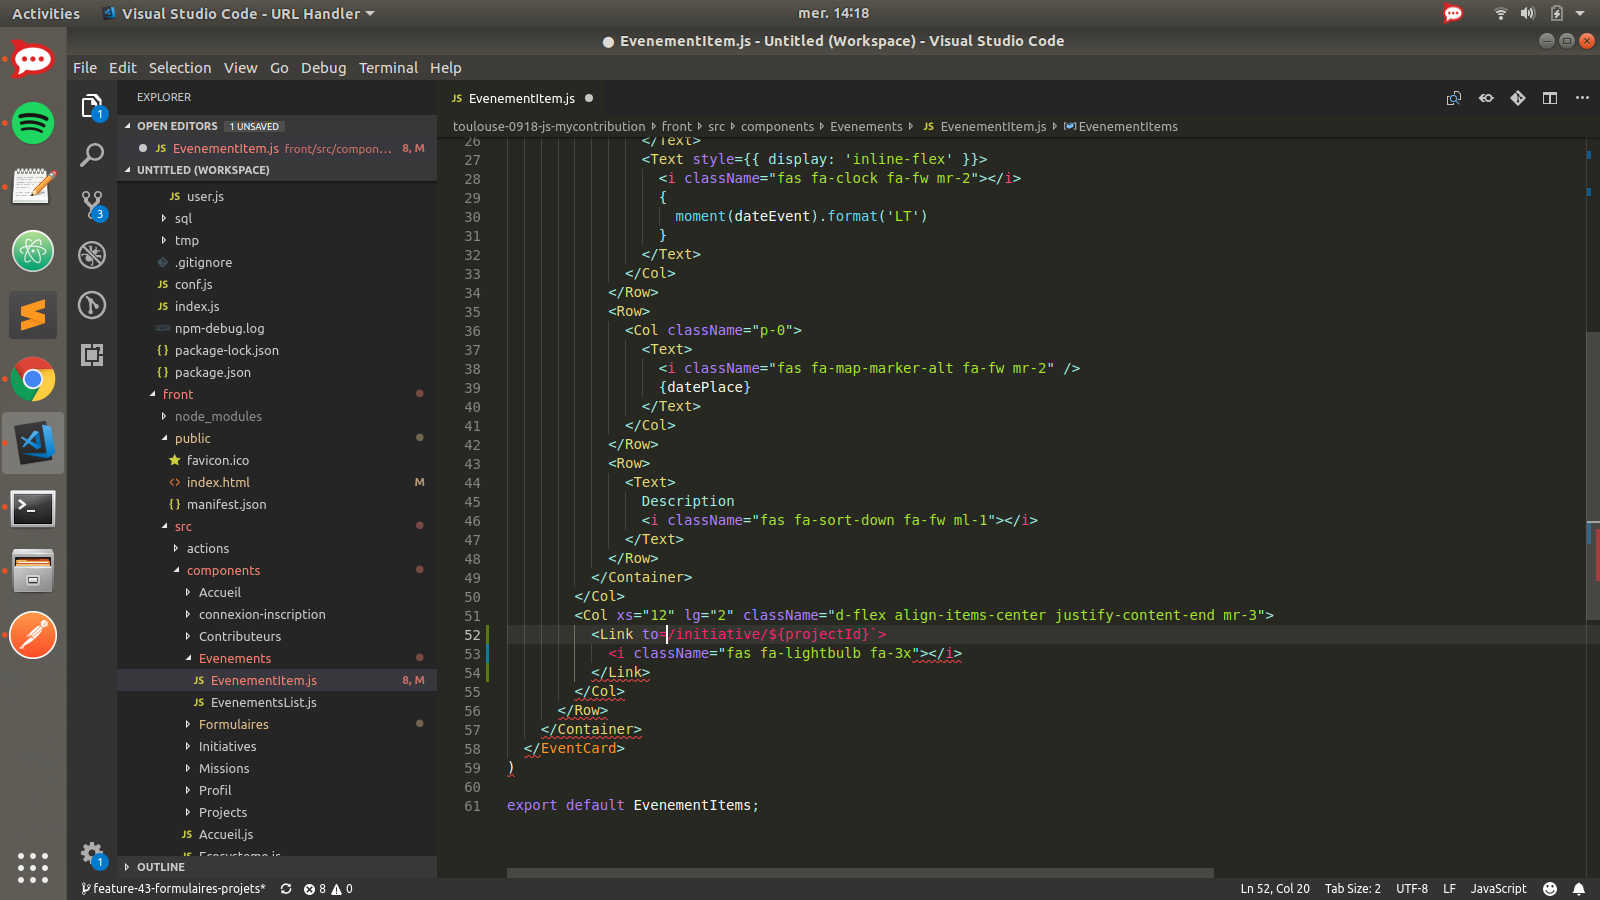 Activities
Visual Studio Code - URL Handler
mer. 14:18
EvenementItem.js - Untitled (Workspace) - Visual Studio Code
File Edit Selection View Go Debug Terminal Help
EXPLORER
OPEN EDITORS 1 UNSAVED
JS EvenementItem.js front/src/compon... 8, M
UNTITLED (WORKSPACE)
JS user.js
sql
tmp
.gitignore
JS conf.js
JS index.js
npm-debug.log
{} package-lock.json
{} package.json
front
node_modules
public
favicon.ico
<> index.html M
{} manifest.json
src
actions
components
Accueil
connexion-inscription
Contributeurs
Evenements
JS EvenementItem.js 8, M
JS EvenementsList.js
Formulaires
Initiatives
Missions
Profil
Projects
JS Accueil.js
JS Ecosysteme.js
OUTLINE
1
3
1
JS EvenementItem.js
toulouse-0918-js-mycontribution front src components Evenements JS EvenementItem.js EvenementItems
26 </Text>
27 <Text style={{ display: 'inline-flex' }}>
28 <i className="fas fa-clock fa-fw mr-2"></i>
29 {
30 moment(dateEvent).format('LT')
31 }
32 </Text>
33 </Col>
34 </Row>
35 <Row>
36 <Col className="p-0">
37 <Text>
38 <i className="fas fa-map-marker-alt fa-fw mr-2" />
39 {datePlace}
40 </Text>
41 </Col>
42 </Row>
43 <Row>
44 <Text>
45 Description
46 <i className="fas fa-sort-down fa-fw ml-1"></i>
47 </Text>
48 </Row>
49 </Container>
50 </Col>
51 <Col xs="12" lg="2" className="d-flex align-items-center justify-content-end mr-3">
52 <Link to=/initiative/${projectId}`>
53 <i className="fas fa-lightbulb fa-3x"></i>
54 </Link>
55 </Col>
56 </Row>
57 </Container>
58 </EventCard>
59 )
60
61 export default EvenementItems;
feature-43-formulaires-projets* 8 0
Ln 52, Col 20 Tab Size: 2 UTF-8 LF JavaScript